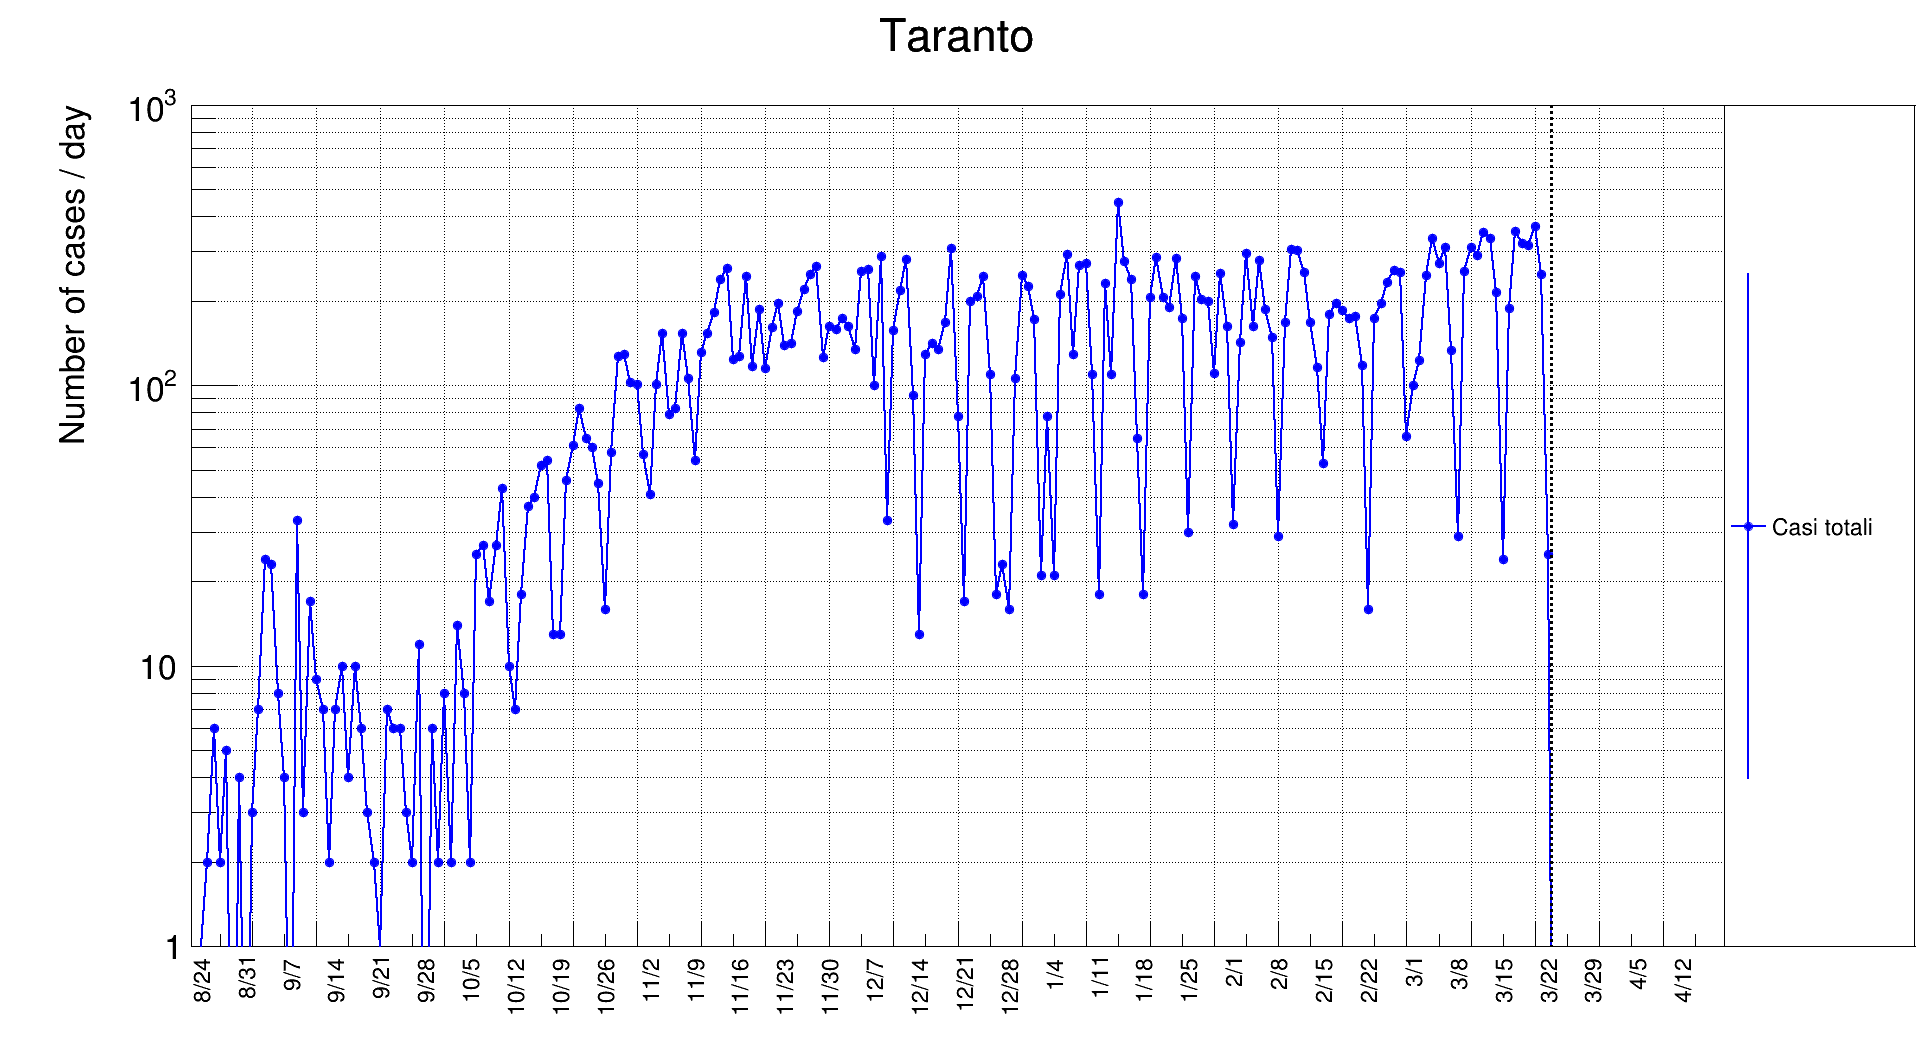 Taranto
Number of cases / day
10³
10²
10
1
8/24 8/31 9/7 9/14 9/21 9/28 10/5 10/12 10/19 10/26 11/2 11/9 11/16 11/23 11/30 12/7 12/14 12/21 12/28 1/4 1/11 1/18 1/25 2/1 2/8 2/15 2/22 3/1 3/8 3/15 3/22 3/29 4/5 4/12
Casi totali